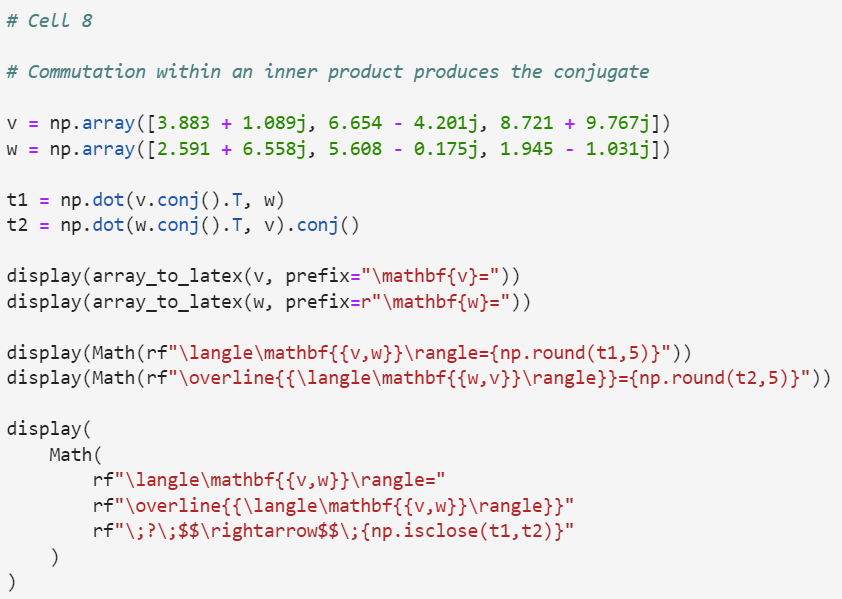 # Cell 8
# Commutation within an inner product produces the conjugate
v = np.array([3.883 + 1.089j, 6.654 - 4.201j, 8.721 + 9.767j])
w = np.array([2.591 + 6.558j, 5.608 - 0.175j, 1.945 - 1.031j])
t1 = np.dot(v.conj().T, w)
t2 = np.dot(w.conj().T, v).conj()
display(array_to_latex(v, prefix="\mathbf{v}="))
display(array_to_latex(w, prefix=r"\mathbf{w}="))
display(Math(rf"\langle\mathbf{{v,w}}\rangle={np.round(t1,5)}"))
display(Math(rf"\overline{{\langle\mathbf{{w,v}}\rangle}}={np.round(t2,5)}"))
display(
    Math(
        rf"\langle\mathbf{{v,w}}\rangle="
        rf"\overline{{\langle\mathbf{{v,w}}\rangle}}"
        rf"\;?\;$$\rightarrow$$\;{np.isclose(t1,t2)}"
    )
)